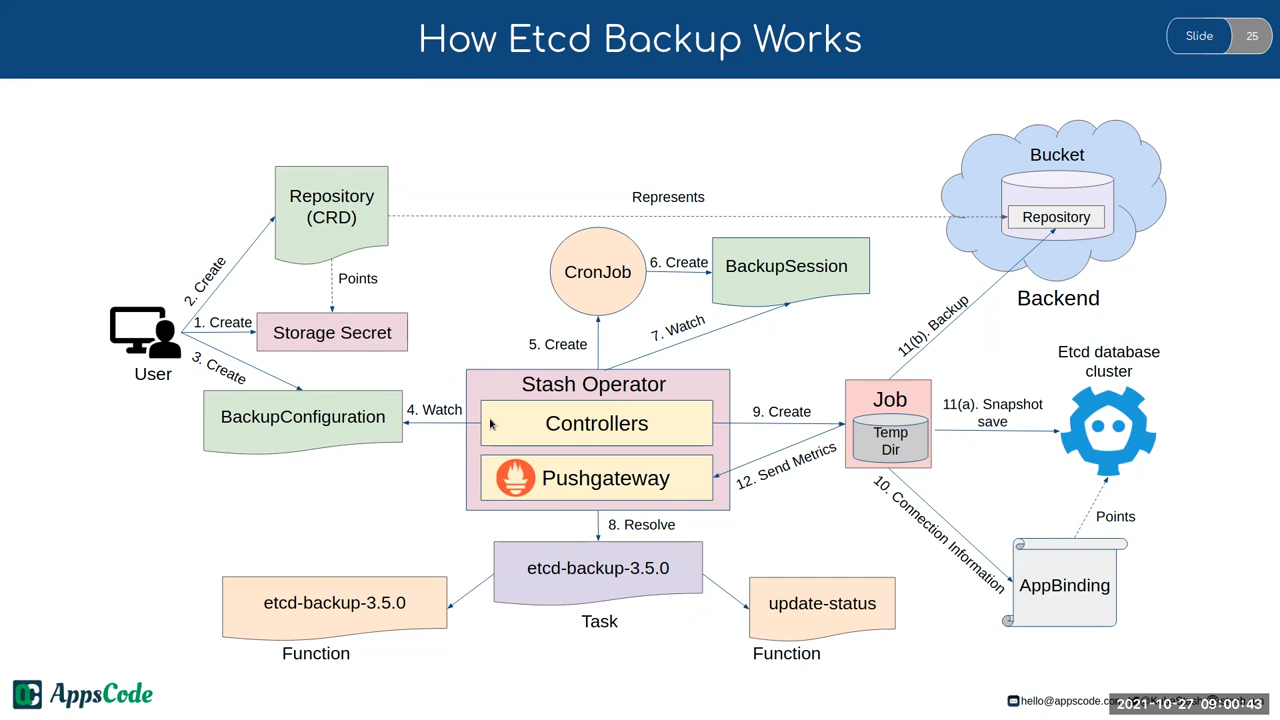 How Etcd Backup Works
Slide 25
Bucket
Repository
Backend
Repository
(CRD)
Represents
Points
CronJob
6. Create
BackupSession
2. Create
1. Create
Storage Secret
3. Create
User
5. Create
7. Watch
11(b). Backup
Etcd database
cluster
BackupConfiguration
4. Watch
Stash Operator
Controllers
Pushgateway
9. Create
12. Send Metrics
Job
Temp
Dir
11(a). Snapshot
save
10. Connection Information
Points
AppBinding
8. Resolve
etcd-backup-3.5.0
Task
etcd-backup-3.5.0
Function
update-status
Function
AppsCode
hello@appscode.com
2021-10-27 09:00:43